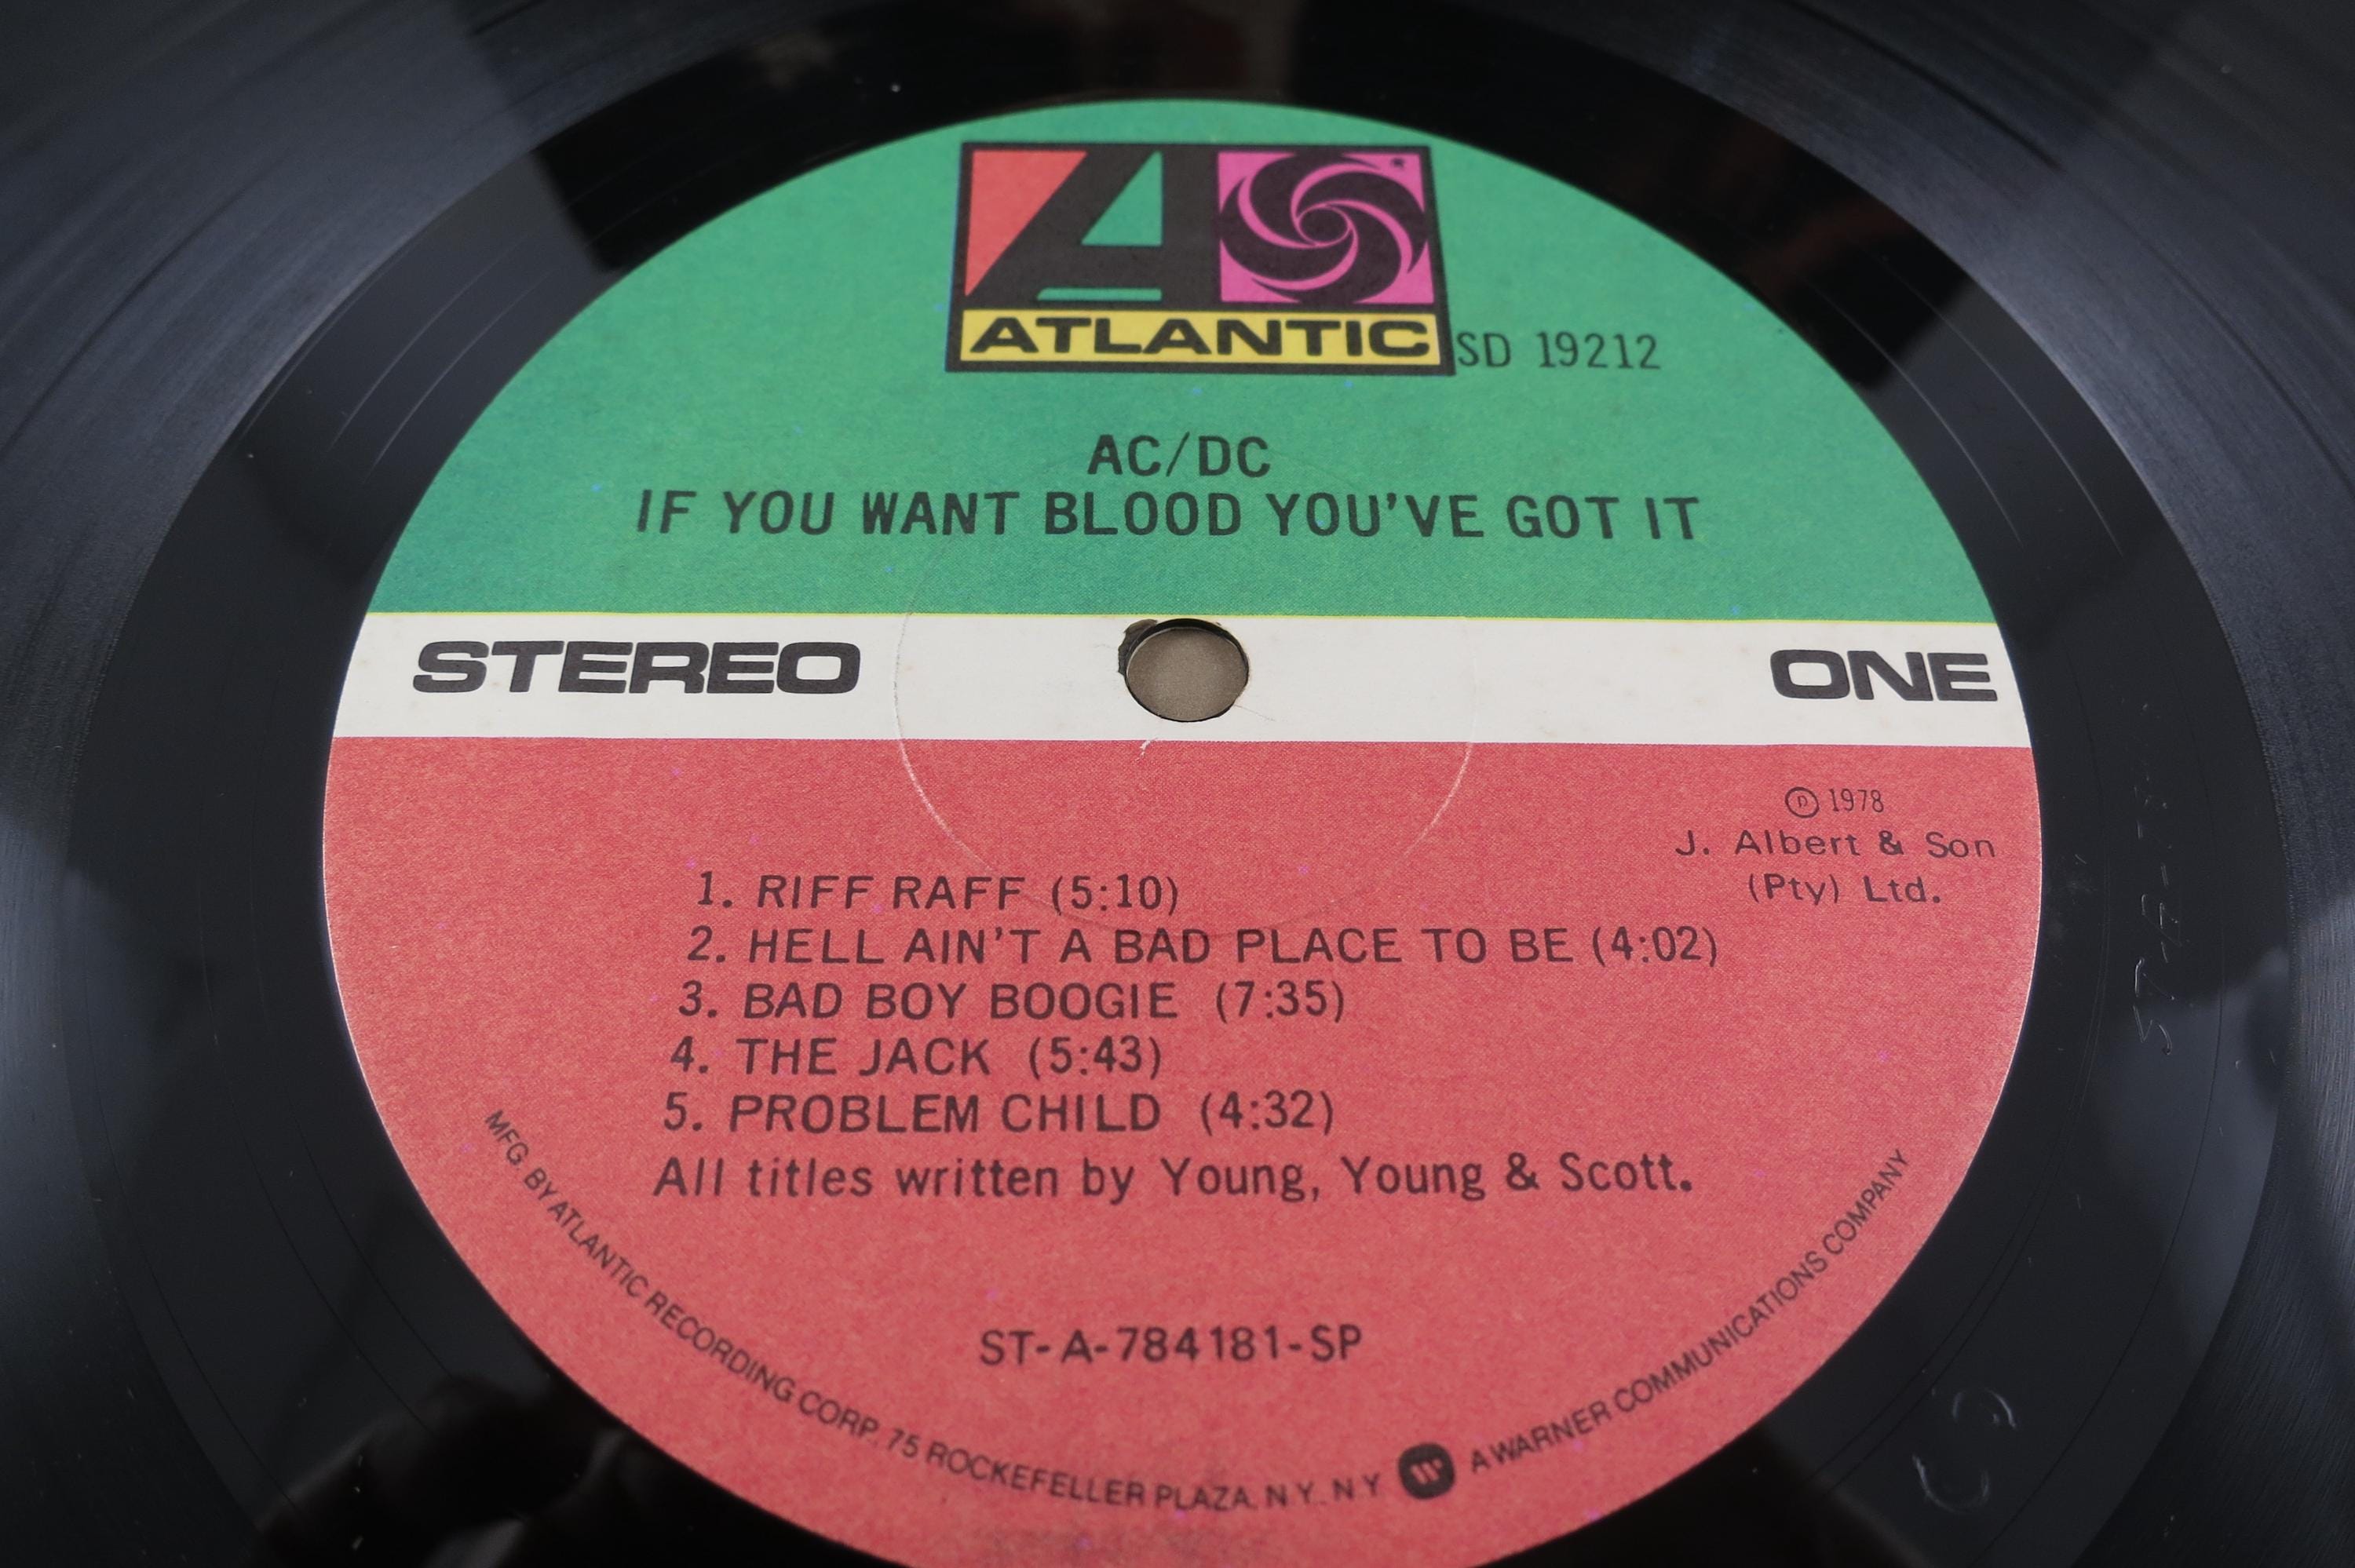 ATLANTIC
SD 19212
AC/DC
IF YOU WANT BLOOD YOU'VE GOT IT
STEREO
ONE
℗ 1978
J. Albert & Son
(Pty) Ltd.
1. RIFF RAFF (5:10)
2. HELL AIN'T A BAD PLACE TO BE (4:02)
3. BAD BOY BOOGIE (7:35)
4. THE JACK (5:43)
5. PROBLEM CHILD (4:32)
All titles written by Young, Young & Scott.
ST-A-784181-SP
MFG. BY ATLANTIC RECORDING CORP. 75 ROCKEFELLER PLAZA. N.Y. N.Y. A WARNER COMMUNICATIONS COMPANY